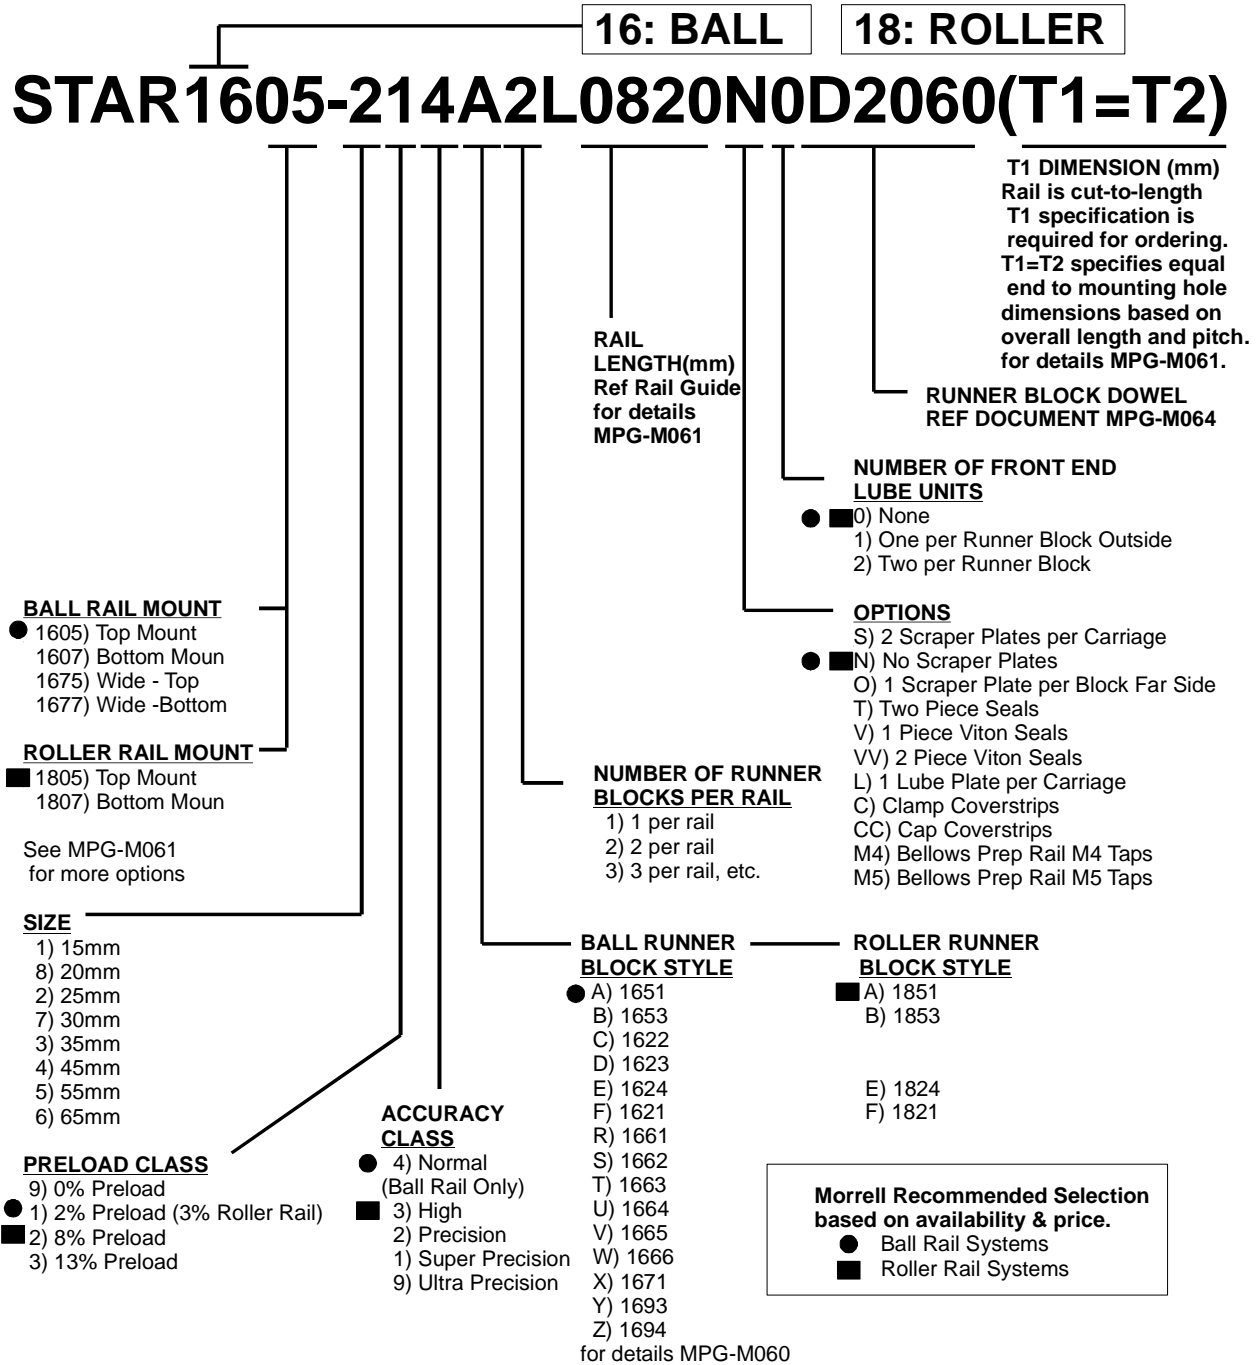 16: BALL
18: ROLLER
STAR1605-214A2L0820N0D2060(T1=T2)
T1 DIMENSION (mm)
Rail is cut-to-length
T1 specification is
required for ordering.
T1=T2 specifies equal
end to mounting hole
dimensions based on
overall length and pitch.
for details MPG-M061.
RAIL
LENGTH(mm)
Ref Rail Guide
for details
MPG-M061
RUNNER BLOCK DOWEL
REF DOCUMENT MPG-M064
NUMBER OF FRONT END
LUBE UNITS
0) None
1) One per Runner Block Outside
2) Two per Runner Block
BALL RAIL MOUNT
1605) Top Mount
1607) Bottom Moun
1675) Wide - Top
1677) Wide -Bottom
OPTIONS
S) 2 Scraper Plates per Carriage
N) No Scraper Plates
O) 1 Scraper Plate per Block Far Side
T) Two Piece Seals
V) 1 Piece Viton Seals
VV) 2 Piece Viton Seals
L) 1 Lube Plate per Carriage
C) Clamp Coverstrips
CC) Cap Coverstrips
M4) Bellows Prep Rail M4 Taps
M5) Bellows Prep Rail M5 Taps
ROLLER RAIL MOUNT
1805) Top Mount
1807) Bottom Moun
See MPG-M061
for more options
NUMBER OF RUNNER
BLOCKS PER RAIL
1) 1 per rail
2) 2 per rail
3) 3 per rail, etc.
SIZE
1) 15mm
8) 20mm
2) 25mm
7) 30mm
3) 35mm
4) 45mm
5) 55mm
6) 65mm
BALL RUNNER
BLOCK STYLE
A) 1651
B) 1653
C) 1622
D) 1623
E) 1624
F) 1621
R) 1661
S) 1662
T) 1663
U) 1664
V) 1665
W) 1666
X) 1671
Y) 1693
Z) 1694
for details MPG-M060
ROLLER RUNNER
BLOCK STYLE
A) 1851
B) 1853
E) 1824
F) 1821
PRELOAD CLASS
9) 0% Preload
1) 2% Preload (3% Roller Rail)
2) 8% Preload
3) 13% Preload
ACCURACY
CLASS
4) Normal
(Ball Rail Only)
3) High
2) Precision
1) Super Precision
9) Ultra Precision
Morrell Recommended Selection
based on availability & price.
Ball Rail Systems
Roller Rail Systems